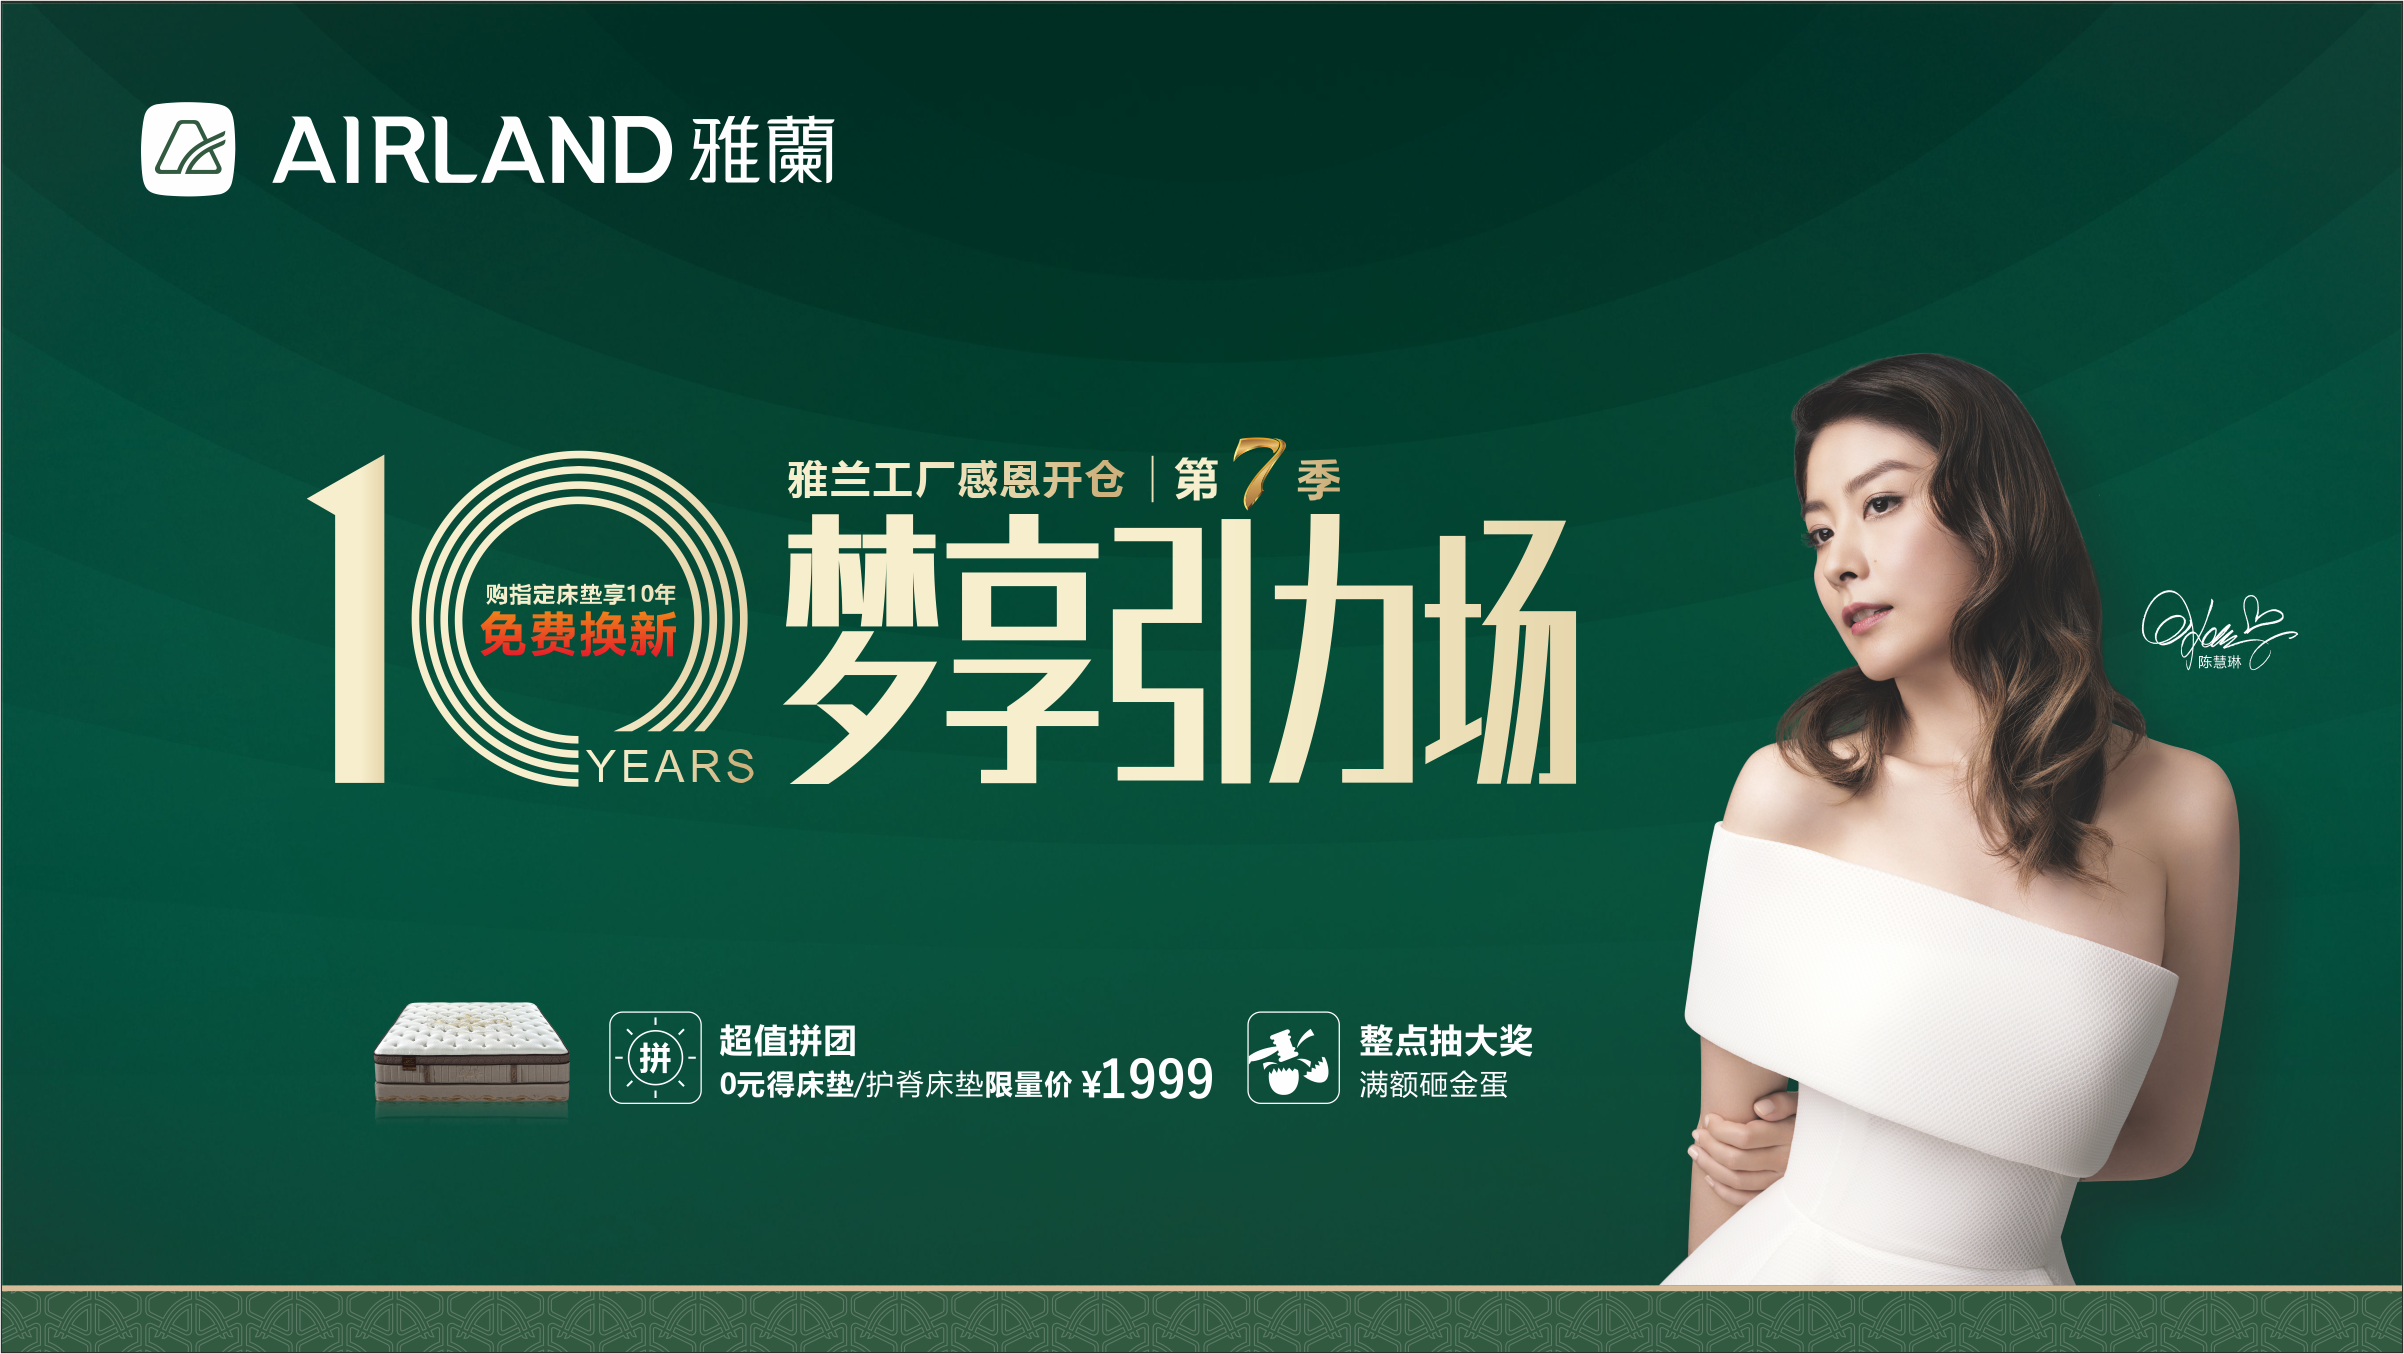 AIRLAND 雅蘭
雅兰工厂感恩开仓 | 第7季
10
梦享引力场
购指定床垫享10年
免费换新
YEARS
陈慧琳
拼
超值拼团
0元得床垫/护脊床垫限量价 ¥1999
整点抽大奖
满额砸金蛋